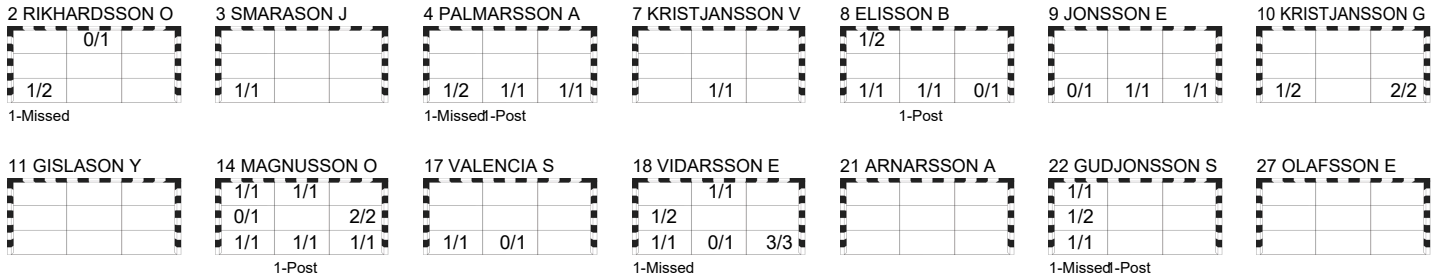 2 RIKHARDSSON O 3 SMARASON J 4 PALMARSSON A 7 KRISTJANSSON V 8 ELISSON B 9 JONSSON E 10 KRISTJANSSON G
0/1 1/2
1/2 1/1 1/2 1/1 1/1 1/1 1/1 1/1 0/1 0/1 1/1 1/1 1/2 2/2
1-Missed 1-Missed 1-Post 1-Post
11 GISLASON Y 14 MAGNUSSON O 17 VALENCIA S 18 VIDARSSON E 21 ARNARSSON A 22 GUDJONSSON S 27 OLAFSSON E
1/1 1/1 1/1 1/1
0/1 2/2 1/2 1/2
1/1 1/1 1/1 1/1 0/1 1/1 0/1 3/3 1/1
1-Post 1-Missed 1-Missed 1-Post